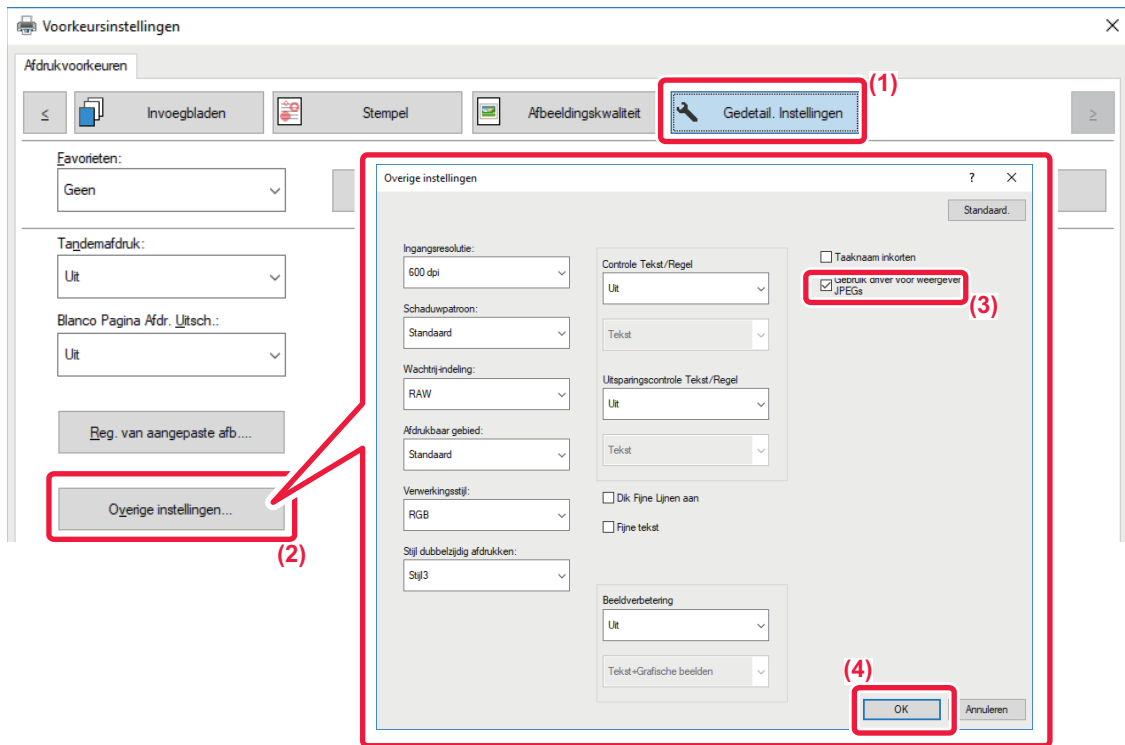 Voorkeursinstellingen
Afdrukvoorkeuren
(1)
<
Invoegbladen
Stempel
Afbeeldingskwaliteit
Gedetail. Instellingen
>
Favorieten:
Geen
Tandemafdruk:
Uit
Blanco Pagina Afdr. Uitsch.:
Uit
Reg. van aangepaste afb....
Overige instellingen...
(2)
Overige instellingen
?
Standaard.
Ingangsresolutie:
600 dpi
Schaduwpatroon:
Standaard
Wachtrij-indeling:
RAW
Afdrukbaar gebied:
Standaard
Verwerkingsstijl:
RGB
Stijl dubbelzijdig afdrukken:
Stijl3
Controle Tekst/Regel
Uit
Tekst
Uitsparingscontrole Tekst/Regel
Uit
Tekst
Dik Fijne Lijnen aan
Fijne tekst
Beeldverbetering
Uit
Tekst+Grafische beelden
Taaknaam inkorten
Gebruik driver voor weergever
JPEGs
(3)
(4)
OK
Annuleren